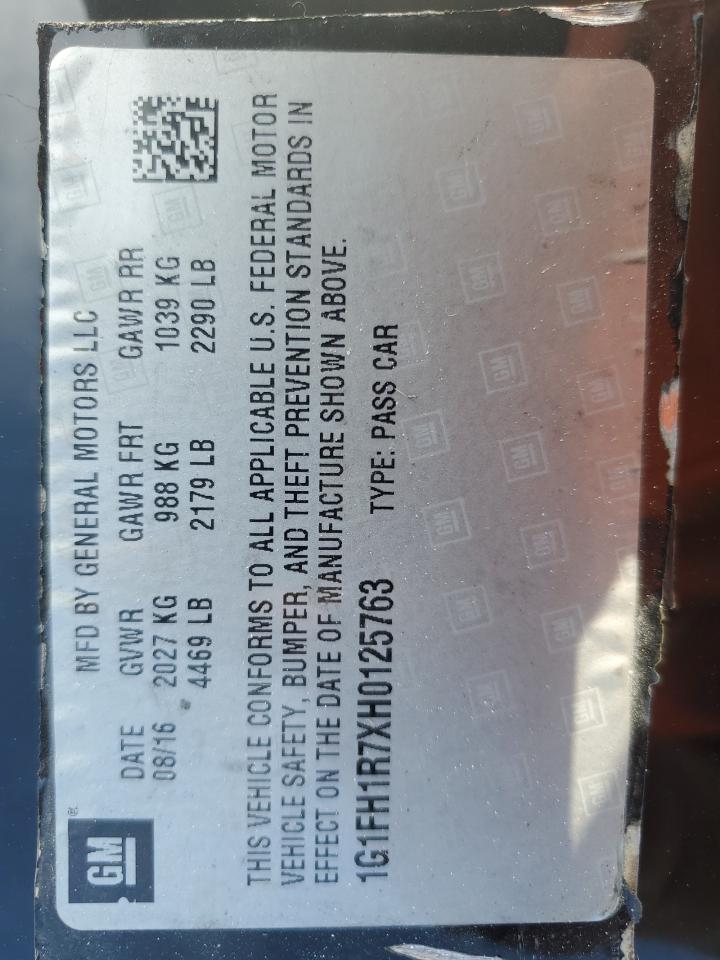 GM®
MFD BY GENERAL MOTORS LLC
DATE GVWR GAWR FRT GAWR RR
08/16 2027 KG 988 KG 1039 KG
4469 LB 2179 LB 2290 LB
THIS VEHICLE CONFORMS TO ALL APPLICABLE U.S. FEDERAL MOTOR
VEHICLE SAFETY, BUMPER, AND THEFT PREVENTION STANDARDS IN
EFFECT ON THE DATE OF MANUFACTURE SHOWN ABOVE.
1G1FH1R7XH0125763 TYPE: PASS CAR